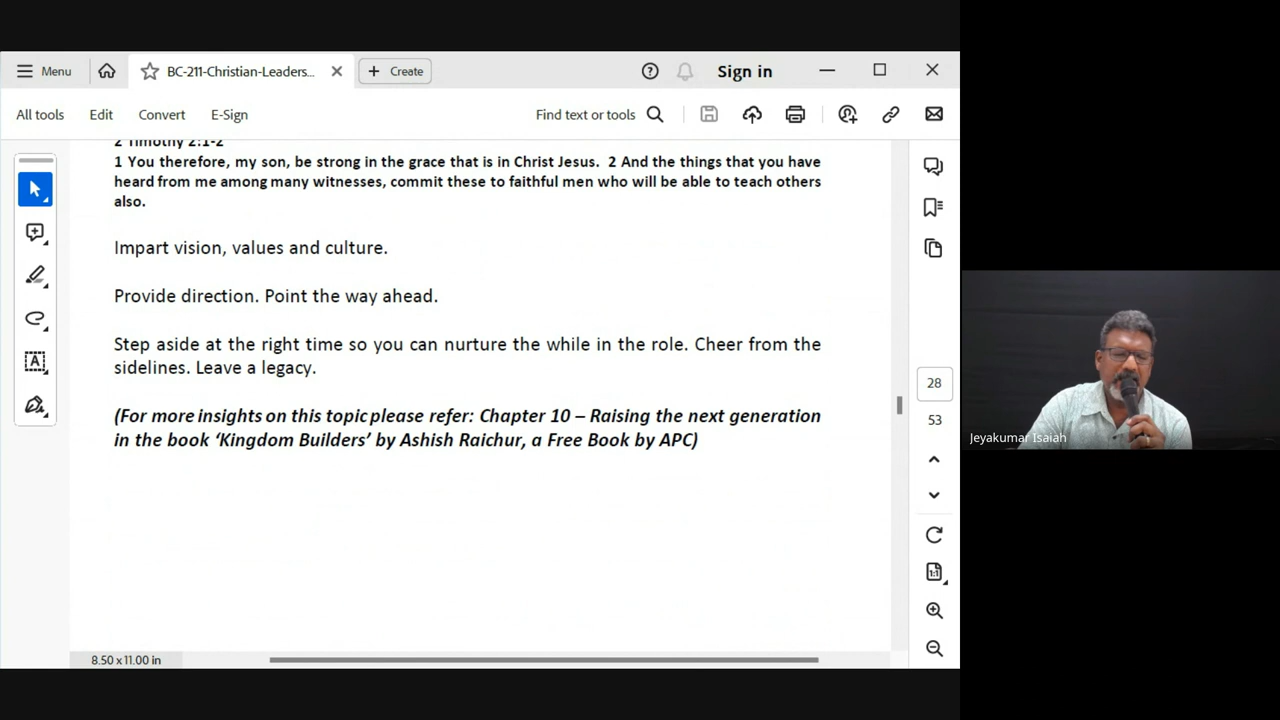 Menu
BC-211-Christian-Leaders...
Create
Sign in
All tools
Edit
Convert
E-Sign
Find text or tools
2 Timothy 2:1-2
1 You therefore, my son, be strong in the grace that is in Christ Jesus. 2 And the things that you have
heard from me among many witnesses, commit these to faithful men who will be able to teach others
also.
Impart vision, values and culture.
Provide direction. Point the way ahead.
Step aside at the right time so you can nurture the while in the role. Cheer from the
sidelines. Leave a legacy.
(For more insights on this topic please refer: Chapter 10 – Raising the next generation
in the book ‘Kingdom Builders’ by Ashish Raichur, a Free Book by APC)
28
53
1:1
8.50 x 11.00 in
Jeyakumar Isaiah